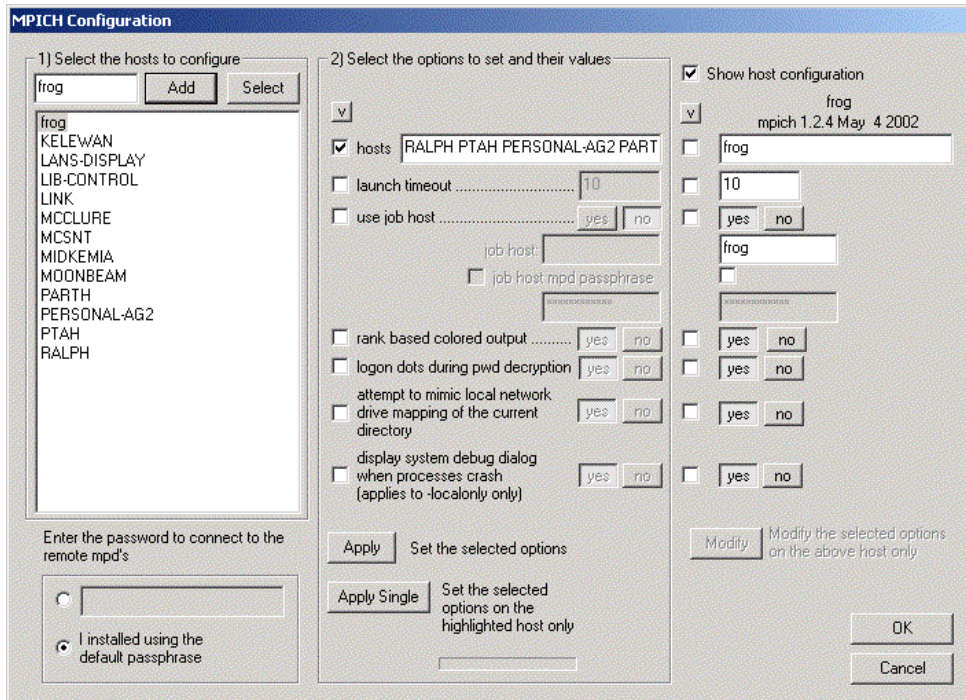 MPICH Configuration
1) Select the hosts to configure
frog
Add
Select
frog
KELEWAN
LANS-DISPLAY
LIB-CONTROL
LINK
MCCLURE
MCSNT
MIDKEMIA
MOONBEAM
PARTH
PERSONAL-AG2
PTAH
RALPH
Enter the password to connect to the
remote mpd's
I installed using the
default passphrase
2) Select the options to set and their values
v
hosts RALPH PTAH PERSONAL-AG2 PART
launch timeout ............................ 10
use job host ................................ yes no
job host:
job host mpd passphrase
************
rank based colored output .......... yes no
logon dots during pwd decryption yes no
attempt to mimic local network
drive mapping of the current
directory
yes no
display system debug dialog
when processes crash
(applies to -localonly only)
yes no
Apply Set the selected options
Apply Single
Set the selected
options on the
highlighted host only
Show host configuration
v
frog
mpich 1.2.4 May 4 2002
frog
10
yes no
frog
************
yes no
yes no
yes no
yes no
Modify
Modify the selected options
on the above host only
OK
Cancel